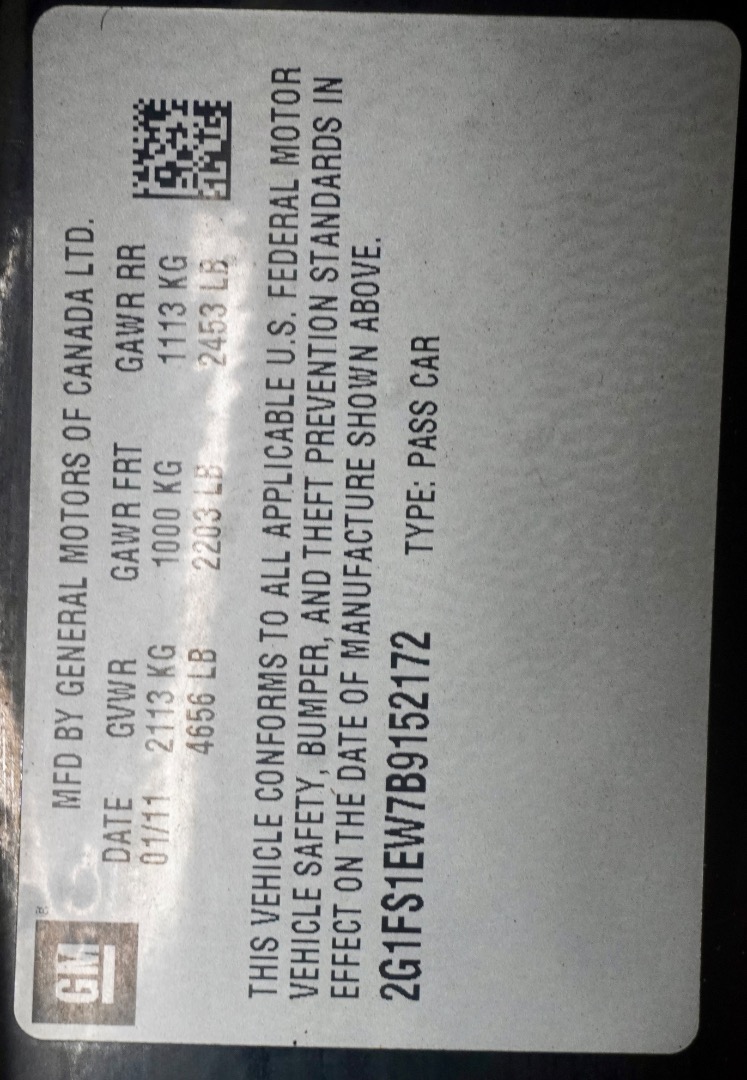 GM ®
MFD BY GENERAL MOTORS OF CANADA LTD.
DATE GVWR GAWR FRT GAWR RR
01/11 2113 KG 1000 KG 1113 KG
4656 LB 2203 LB 2453 LB
THIS VEHICLE CONFORMS TO ALL APPLICABLE U.S. FEDERAL MOTOR
VEHICLE SAFETY, BUMPER, AND THEFT PREVENTION STANDARDS IN
EFFECT ON THE DATE OF MANUFACTURE SHOWN ABOVE.
2G1FS1EW7B9152172 TYPE: PASS CAR